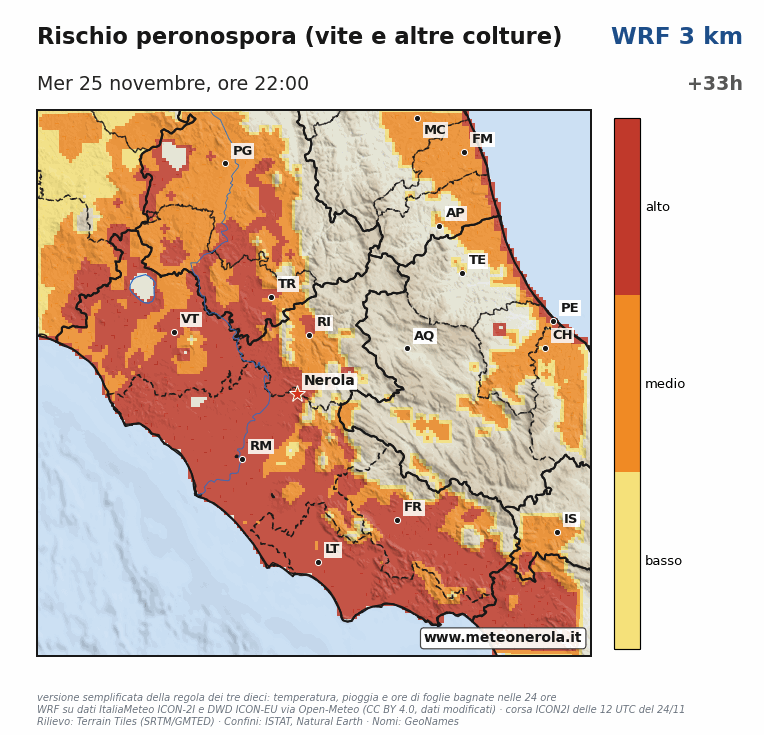 Rischio peronospora (vite e altre colture)
WRF 3 km
Mer 25 novembre, ore 22:00
+33h
MC
FM
PG
AP
TE
TR
PE
VT
RI
AQ
CH
Nerola
RM
FR
IS
LT
www.meteonerola.it
alto
medio
basso
versione semplificata della regola dei tre dieci: temperatura, pioggia e ore di foglie bagnate nelle 24 ore
WRF su dati ItaliaMeteo ICON-2I e DWD ICON-EU via Open-Meteo (CC BY 4.0, dati modificati) · corsa ICON2I delle 12 UTC del 24/11
Rilievo: Terrain Tiles (SRTM/GMTED) · Confini: ISTAT, Natural Earth · Nomi: GeoNames